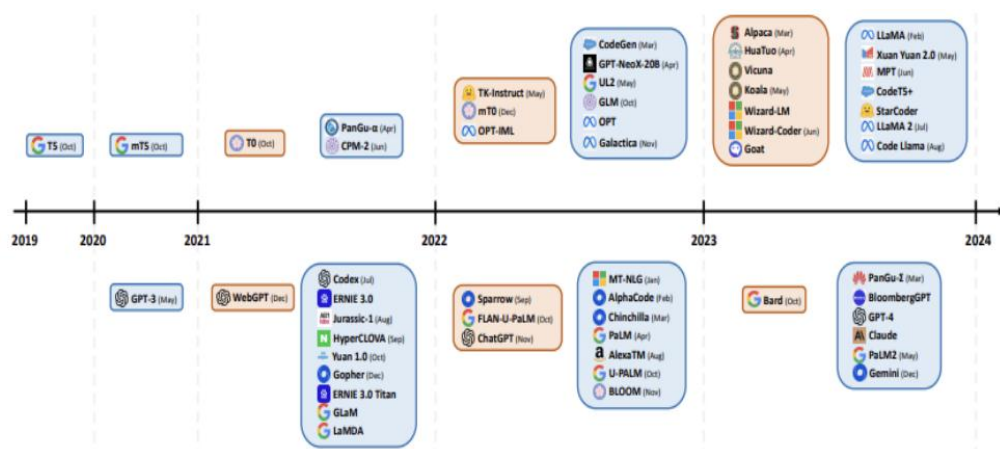 T5 (Oct)
mT5 (Oct)
T0 (Oct)
PanGu-α (Apr)
CPM-2 (Jun)
TK-Instruct (May)
mT0 (Dec)
OPT-IML
CodeGen (Mar)
GPT-NeoX-20B (Apr)
UL2 (May)
GLM (Oct)
OPT
Galactica (Nov)
Alpaca (Mar)
HuaTuo (Apr)
Vicuna
Koala (May)
Wizard-LM
Wizard-Coder (Jun)
Goat
LLaMA (Feb)
Xuan Yuan 2.0 (May)
MPT (Jun)
CodeT5+
StarCoder
LLaMA 2 (Jul)
Code Llama (Aug)
2019 2020 2021 2022 2023 2024
GPT-3 (May)
WebGPT (Dec)
Codex (Jul)
ERNIE 3.0
Jurassic-1 (Aug)
HyperCLOVA (Sep)
Yuan 1.0 (Oct)
Gopher (Dec)
ERNIE 3.0 Titan
GLaM
LaMDA
Sparrow (Sep)
FLAN-U-PaLM (Oct)
ChatGPT (Nov)
MT-NLG (Jan)
AlphaCode (Feb)
Chinchilla (Mar)
PaLM (Apr)
AlexaTM (Aug)
U-PALM (Oct)
BLOOM (Nov)
Bard (Oct)
PanGu-Σ (Mar)
BloombergGPT
GPT-4
Claude
PaLM2 (May)
Gemini (Dec)